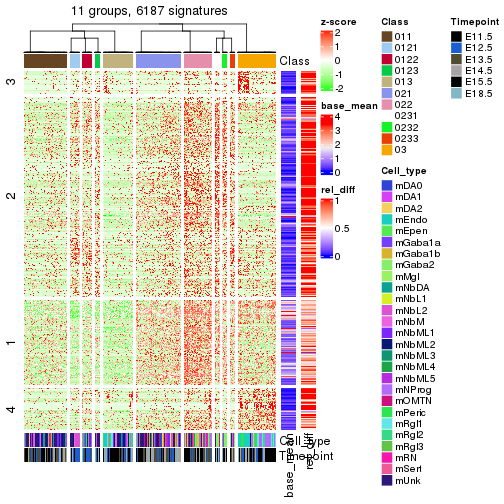 11 groups, 6187 signatures
Class
3
2
1
4
Cell_type
Timepoint
base_mean
rel_diff
z-score
2
1
0
-1
-2
base_mean
4
3
2
1
0
rel_diff
1
0.5
0
Class
011
0121
0122
0123
013
021
022
0231
0232
0233
03
Timepoint
E11.5
E12.5
E13.5
E14.5
E15.5
E18.5
Cell_type
mDA0
mDA1
mDA2
mEndo
mEpen
mGaba1a
mGaba1b
mGaba2
mMgl
mNbDA
mNbL1
mNbL2
mNbM
mNbML1
mNbML2
mNbML3
mNbML4
mNbML5
mNProg
mOMTN
mPeric
mRgl1
mRgl2
mRgl3
mRN
mSert
mUnk